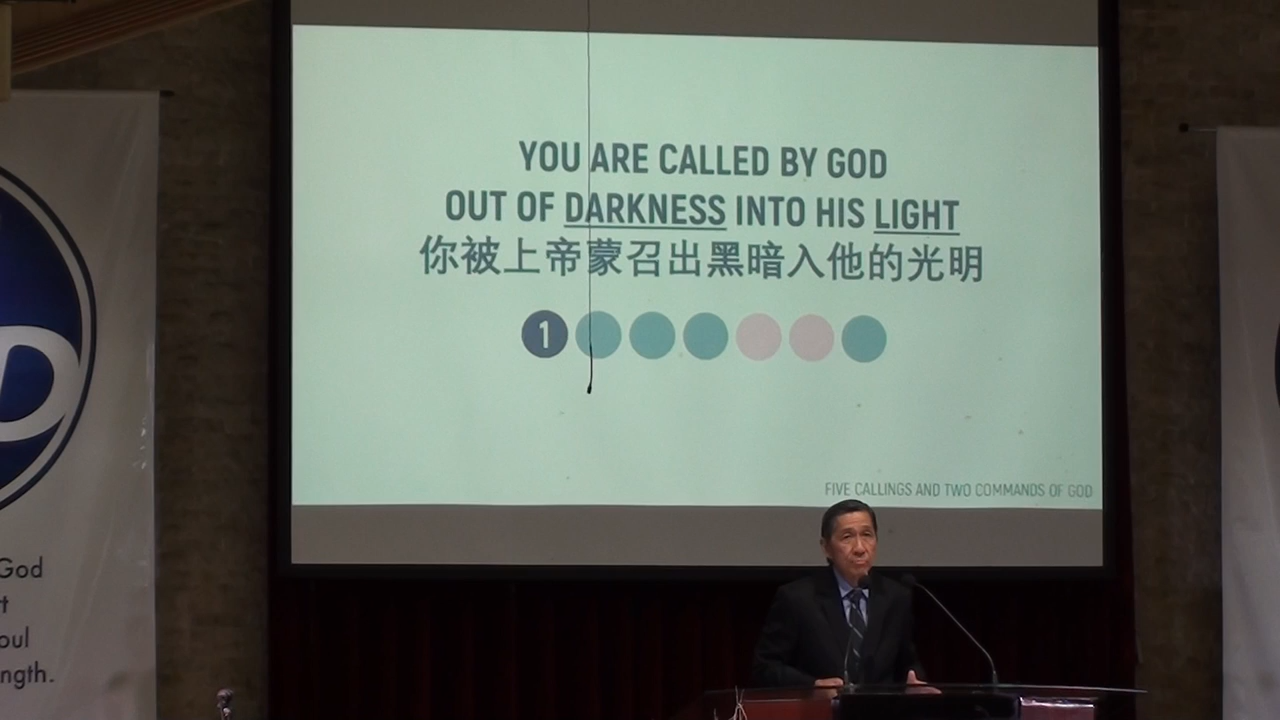 YOU ARE CALLED BY GOD
OUT OF DARKNESS INTO HIS LIGHT
你被上帝蒙召出黑暗入他的光明
1
FIVE CALLINGS AND TWO COMMANDS OF GOD
D
God
t
oul
ngth.